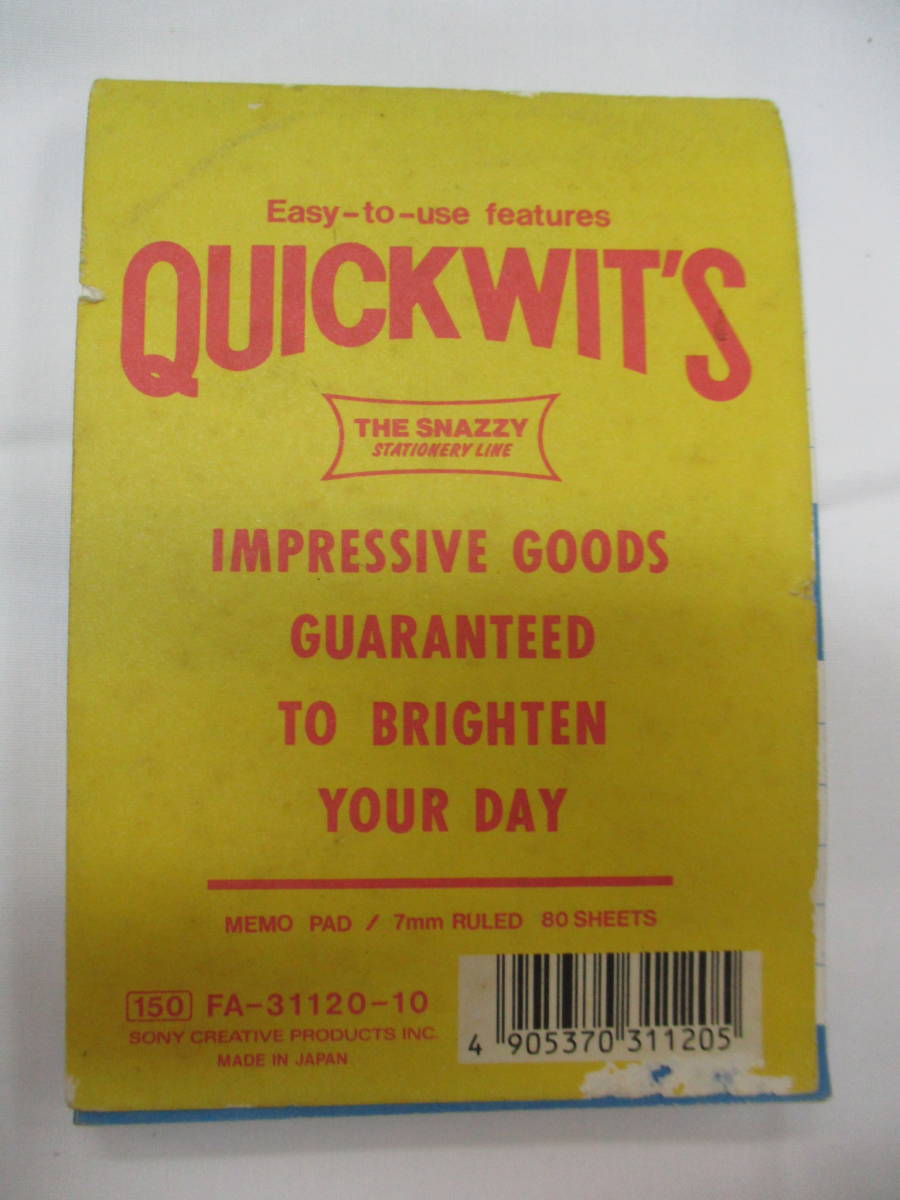 Easy-to-use features
QUICKWIT'S
THE SNAZZY
STATIONERY LINE
IMPRESSIVE GOODS
GUARANTEED
TO BRIGHTEN
YOUR DAY
MEMO PAD / 7mm RULED 80 SHEETS
150 FA-31120-10
SONY CREATIVE PRODUCTS INC.
MADE IN JAPAN
4 905370 311205